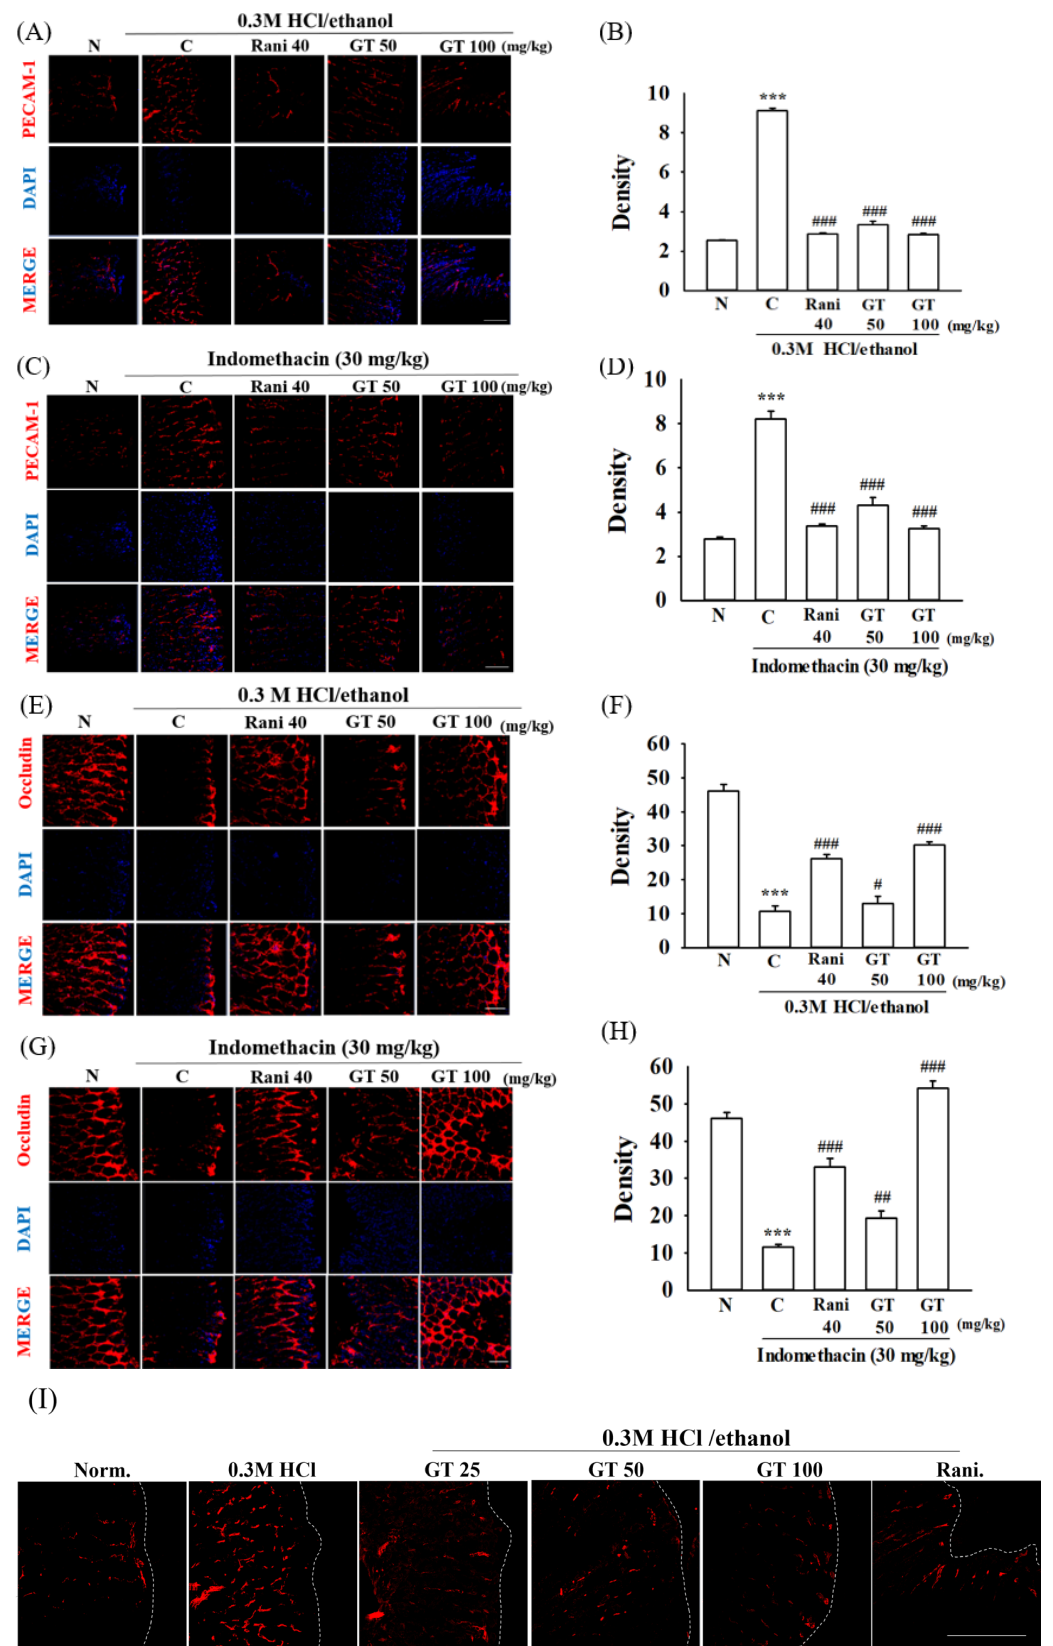 (A)
0.3M HCl/ethanol
N C Rani 40 GT 50 GT 100 (mg/kg)
PECAM-1
DAPI
MERGE
(B)
10
8
6
4
2
0
Density
***
###
###
###
N C Rani 40 GT 50 GT 100 (mg/kg)
0.3M HCl/ethanol
(C)
Indomethacin (30 mg/kg)
N C Rani 40 GT 50 GT 100 (mg/kg)
PECAM-1
DAPI
MERGE
(D)
10
8
6
4
2
0
Density
***
###
###
###
N C Rani 40 GT 50 GT 100 (mg/kg)
Indomethacin (30 mg/kg)
(E)
0.3 M HCl/ethanol
N C Rani 40 GT 50 GT 100 (mg/kg)
Occludin
DAPI
MERGE
(F)
60
50
40
30
20
10
0
Density
***
###
#
###
N C Rani 40 GT 50 GT 100 (mg/kg)
0.3M HCl/ethanol
(G)
Indomethacin (30 mg/kg)
N C Rani 40 GT 50 GT 100 (mg/kg)
Occludin
DAPI
MERGE
(H)
60
50
40
30
20
10
0
Density
***
###
##
###
N C Rani 40 GT 50 GT 100 (mg/kg)
Indomethacin (30 mg/kg)
(I)
0.3M HCl /ethanol
Norm. 0.3M HCl GT 25 GT 50 GT 100 Rani.